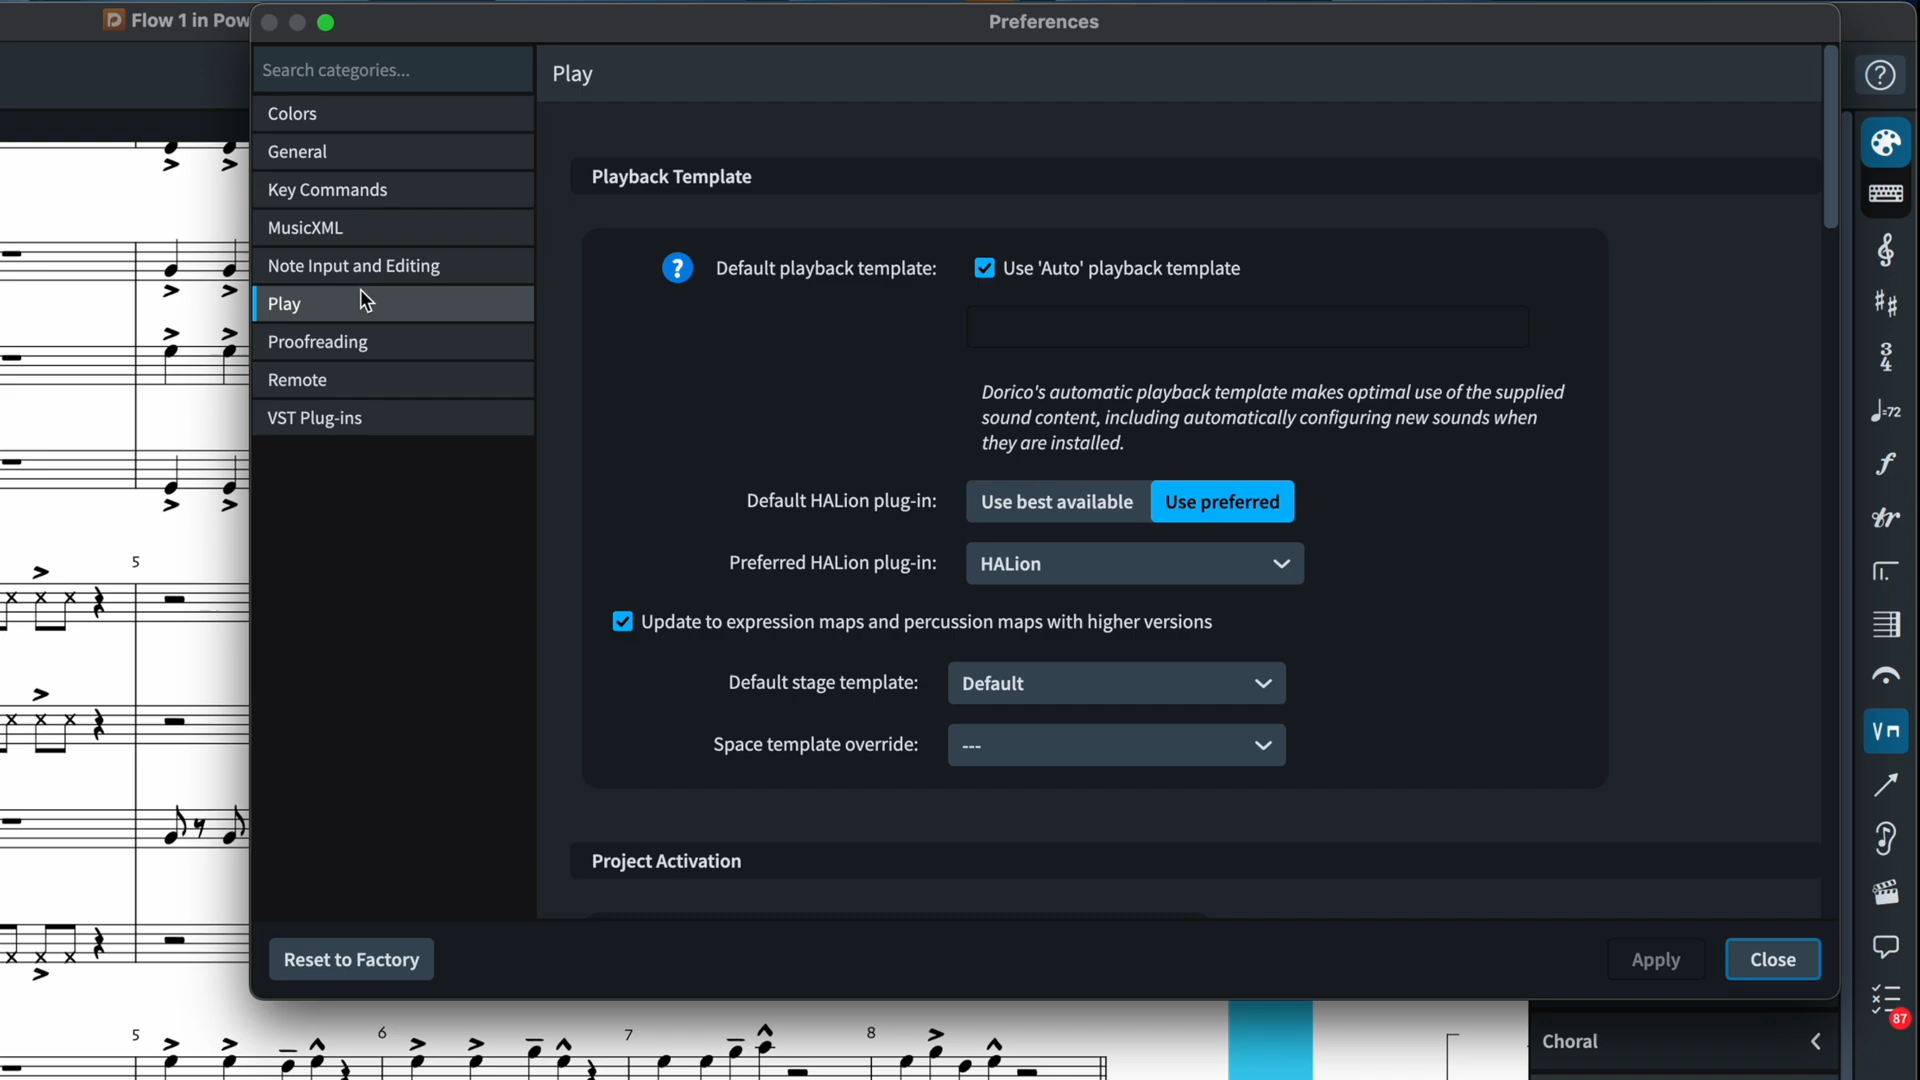 Flow 1 in Pow
Preferences
Search categories...
Colors
General
Key Commands
MusicXML
Note Input and Editing
Play
Proofreading
Remote
VST Plug-ins
Play
Playback Template
? Default playback template: Use 'Auto' playback template
Dorico's automatic playback template makes optimal use of the supplied
sound content, including automatically configuring new sounds when
they are installed.
Default HALion plug-in: Use best available Use preferred
Preferred HALion plug-in: HALion
Update to expression maps and percussion maps with higher versions
Default stage template: Default
Space template override: ---
Project Activation
Reset to Factory
Apply
Close
?
3
4
=72
f
tr
87
Choral
5
5
6
7
8